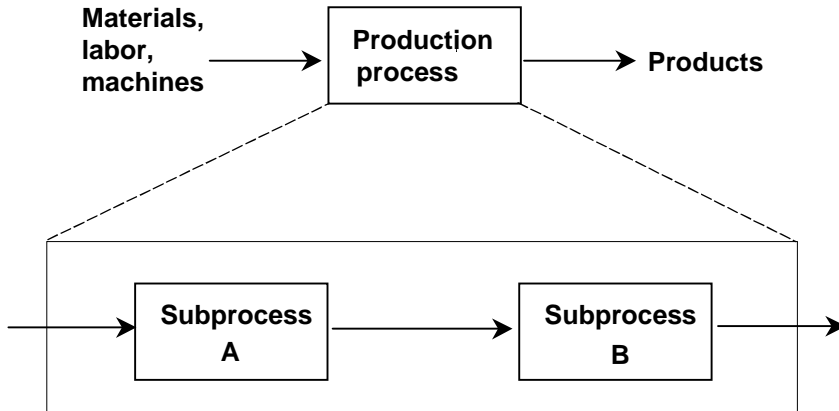 Materials,
labor,
machines
Production
process
Products
Subprocess
A
Subprocess
B